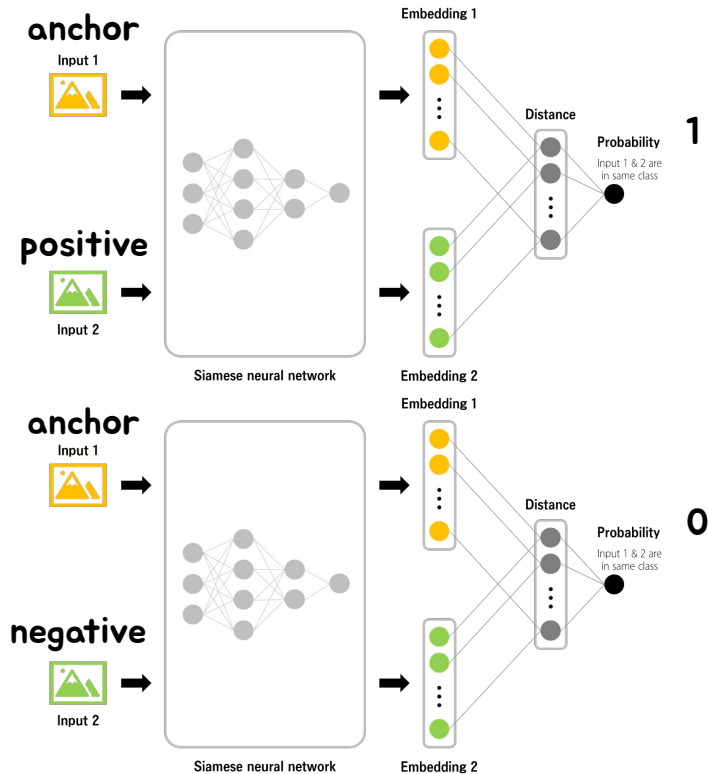 anchor
Input 1
Embedding 1
Distance
Probability
Input 1 & 2 are
in same class
1
positive
Input 2
Siamese neural network
Embedding 2
anchor
Input 1
Embedding 1
Distance
Probability
Input 1 & 2 are
in same class
0
negative
Input 2
Siamese neural network
Embedding 2